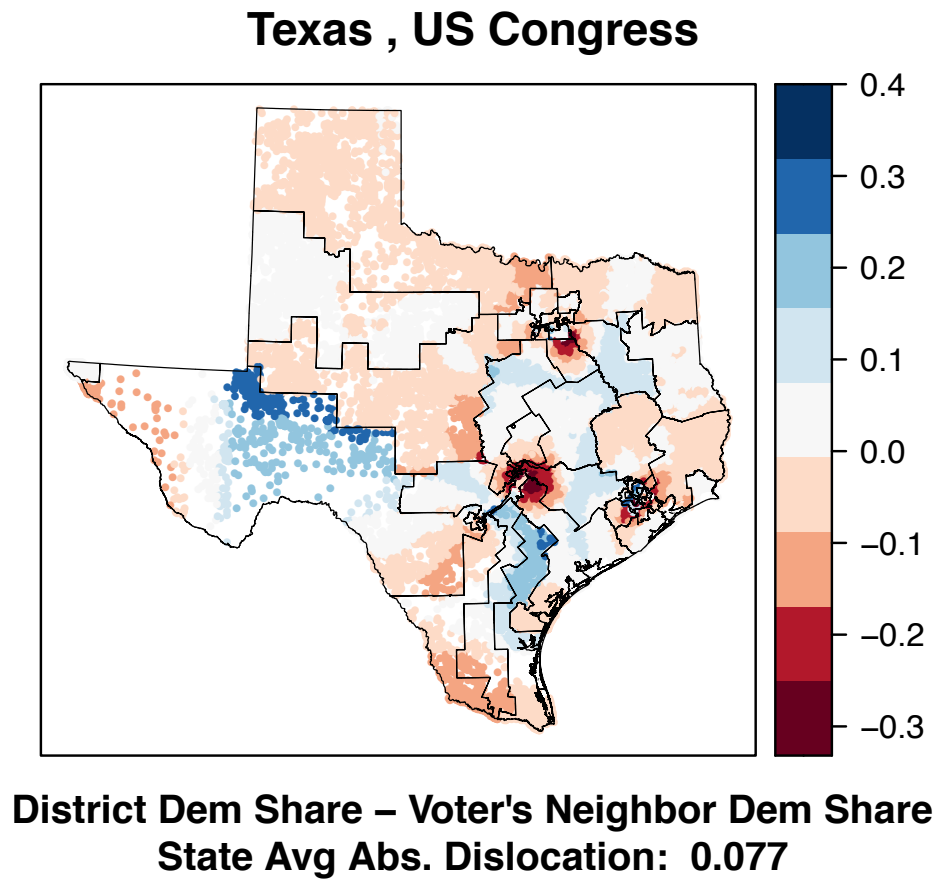 Texas , US Congress
0.4
0.3
0.2
0.1
0.0
−0.1
−0.2
−0.3
District Dem Share − Voter's Neighbor Dem Share
State Avg Abs. Dislocation: 0.077